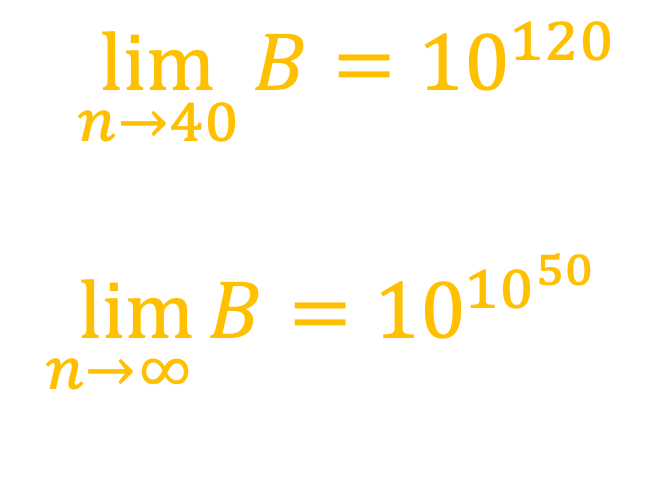 lim B = 10^120
n→40
lim B = 10^10^50
n→∞